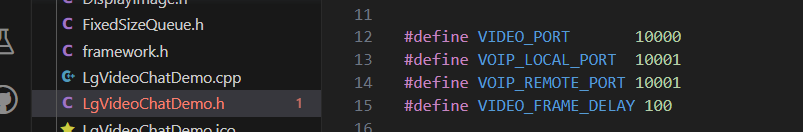 DisplayImage.h
FixedSizeQueue.h
framework.h
LgVideoChatDemo.cpp
LgVideoChatDemo.h 1
LgVideoChatDemo.ico
11
12 #define VIDEO_PORT 10000
13 #define VOIP_LOCAL_PORT 10001
14 #define VOIP_REMOTE_PORT 10001
15 #define VIDEO_FRAME_DELAY 100
16